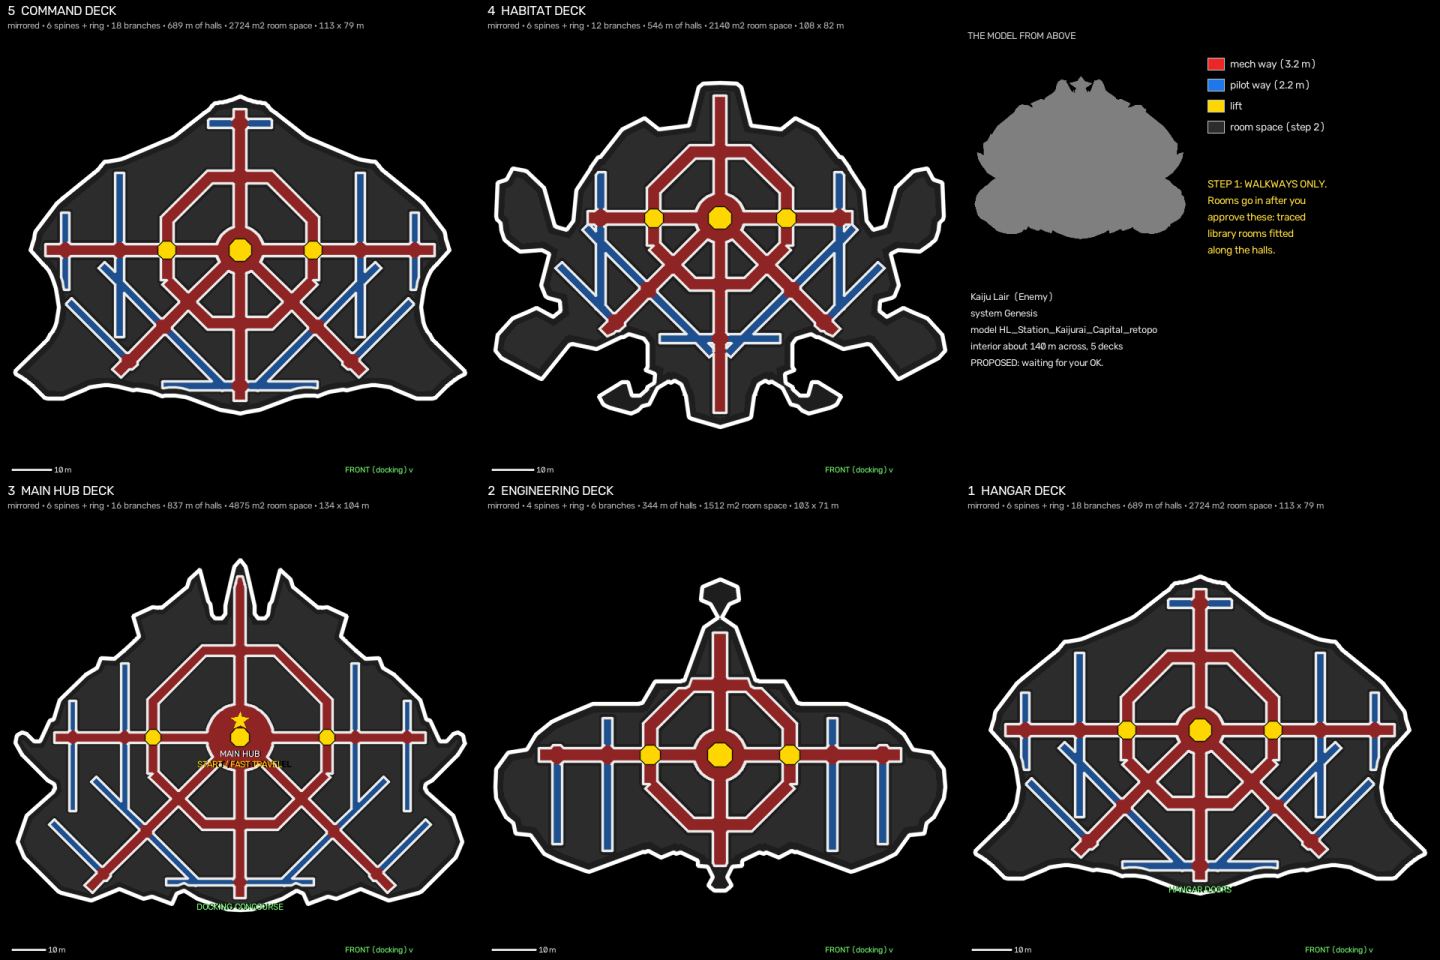 5 COMMAND DECK
mirrored • 6 spines + ring • 18 branches • 689 m of halls • 2724 m2 room space • 113 x 79 m
10 m
FRONT (docking) v
4 HABITAT DECK
mirrored • 6 spines + ring • 12 branches • 546 m of halls • 2140 m2 room space • 108 x 82 m
10 m
FRONT (docking) v
THE MODEL FROM ABOVE
mech way (3.2 m)
pilot way (2.2 m)
lift
room space (step 2)
STEP 1: WALKWAYS ONLY.
Rooms go in after you
approve these: traced
library rooms fitted
along the halls.
Kaiju Lair (Enemy)
system Genesis
model HL_Station_Kaijurai_Capital_retopo
interior about 140 m across, 5 decks
PROPOSED: waiting for your OK.
3 MAIN HUB DECK
mirrored • 6 spines + ring • 16 branches • 837 m of halls • 4875 m2 room space • 134 x 104 m
MAIN HUB
START / FAST TRAVEL
DOCKING CONCOURSE
10 m
FRONT (docking) v
2 ENGINEERING DECK
mirrored • 4 spines + ring • 6 branches • 344 m of halls • 1512 m2 room space • 103 x 71 m
10 m
FRONT (docking) v
1 HANGAR DECK
mirrored • 6 spines + ring • 18 branches • 689 m of halls • 2724 m2 room space • 113 x 79 m
HANGAR DOORS
10 m
FRONT (docking) v